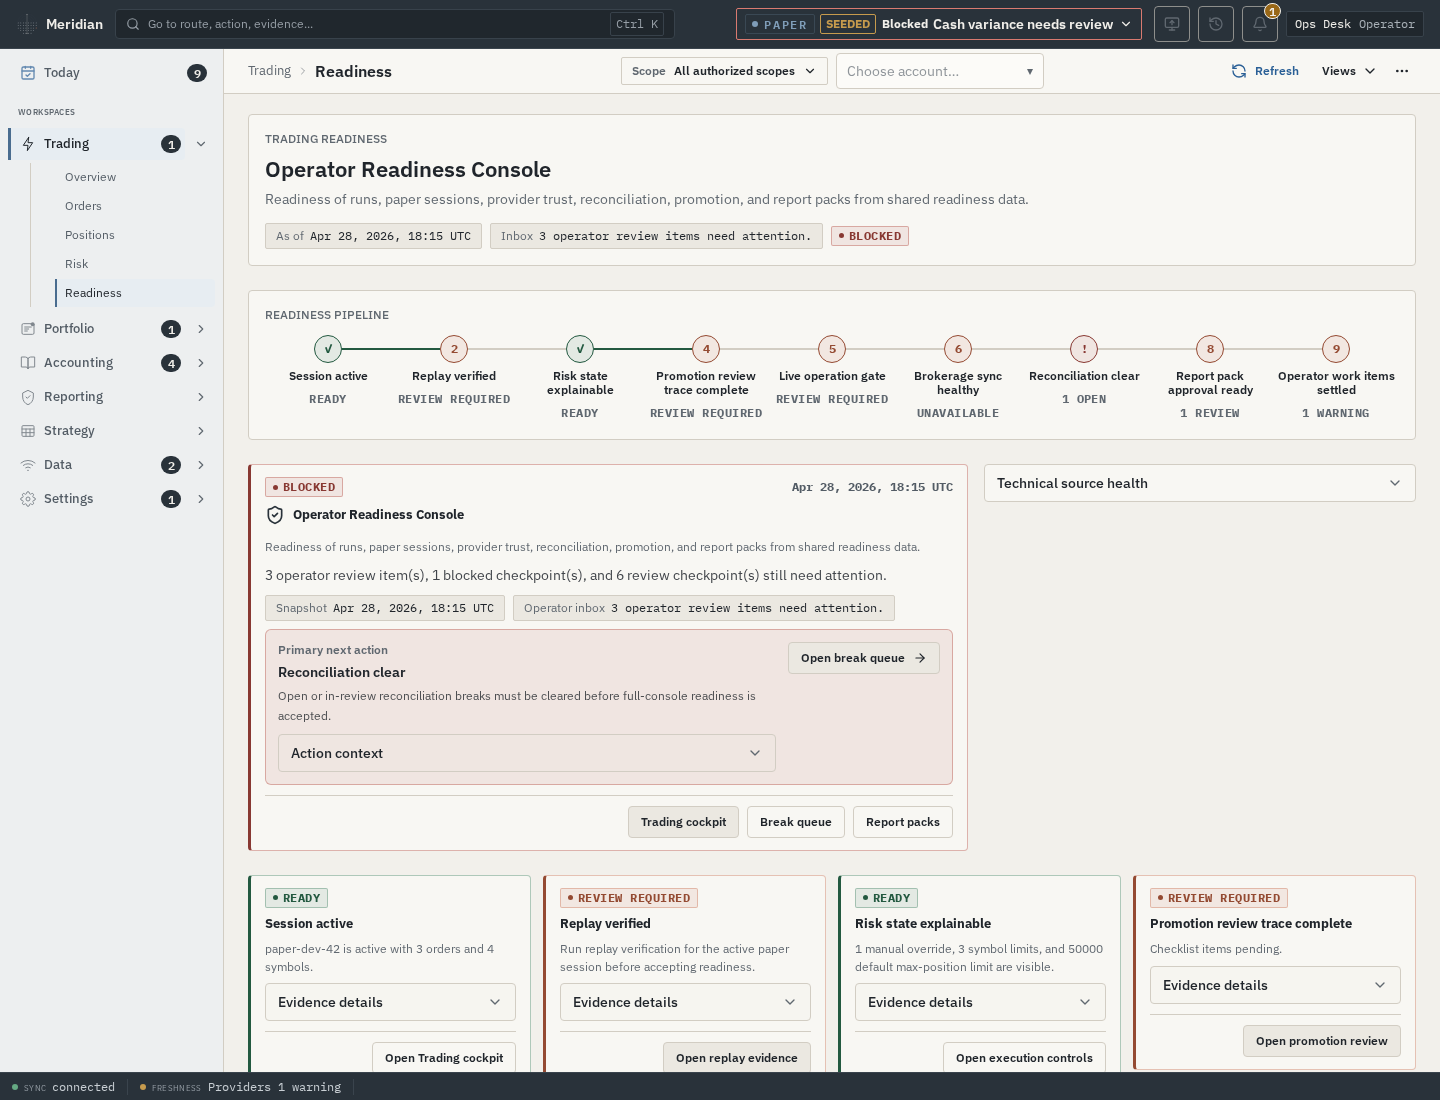 Meridian
Go to route, action, evidence...
Ctrl K
PAPER
SEEDED
Blocked Cash variance needs review
1
Ops Desk Operator
Today
9
WORKSPACES
Trading
1
Overview
Orders
Positions
Risk
Readiness
Portfolio
1
Accounting
4
Reporting
Strategy
Data
2
Settings
1
Trading
Readiness
Scope All authorized scopes
Choose account...
Refresh
Views
TRADING READINESS
Operator Readiness Console
Readiness of runs, paper sessions, provider trust, reconciliation, promotion, and report packs from shared readiness data.
As of Apr 28, 2026, 18:15 UTC
Inbox 3 operator review items need attention.
BLOCKED
READINESS PIPELINE
Session active
READY
2
Replay verified
REVIEW REQUIRED
Risk state
explainable
READY
4
Promotion review
trace complete
REVIEW REQUIRED
5
Live operation gate
REVIEW REQUIRED
6
Brokerage sync
healthy
UNAVAILABLE
!
Reconciliation clear
1 OPEN
8
Report pack
approval ready
1 REVIEW
9
Operator work items
settled
1 WARNING
BLOCKED
Apr 28, 2026, 18:15 UTC
Operator Readiness Console
Readiness of runs, paper sessions, provider trust, reconciliation, promotion, and report packs from shared readiness data.
3 operator review item(s), 1 blocked checkpoint(s), and 6 review checkpoint(s) still need attention.
Snapshot Apr 28, 2026, 18:15 UTC
Operator inbox 3 operator review items need attention.
Primary next action
Reconciliation clear
Open or in-review reconciliation breaks must be cleared before full-console readiness is
accepted.
Open break queue
Action context
Trading cockpit
Break queue
Report packs
Technical source health
READY
Session active
paper-dev-42 is active with 3 orders and 4
symbols.
Evidence details
Open Trading cockpit
REVIEW REQUIRED
Replay verified
Run replay verification for the active paper
session before accepting readiness.
Evidence details
Open replay evidence
READY
Risk state explainable
1 manual override, 3 symbol limits, and 50000
default max-position limit are visible.
Evidence details
Open execution controls
REVIEW REQUIRED
Promotion review trace complete
Checklist items pending.
Evidence details
Open promotion review
SYNC connected
FRESHNESS Providers 1 warning